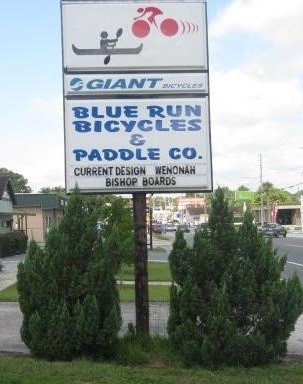 GIANT BICYCLES
BLUE RUN
BICYCLES
&
PADDLE CO.
CURRENT DESIGN WENONAH
BISHOP BOARDS